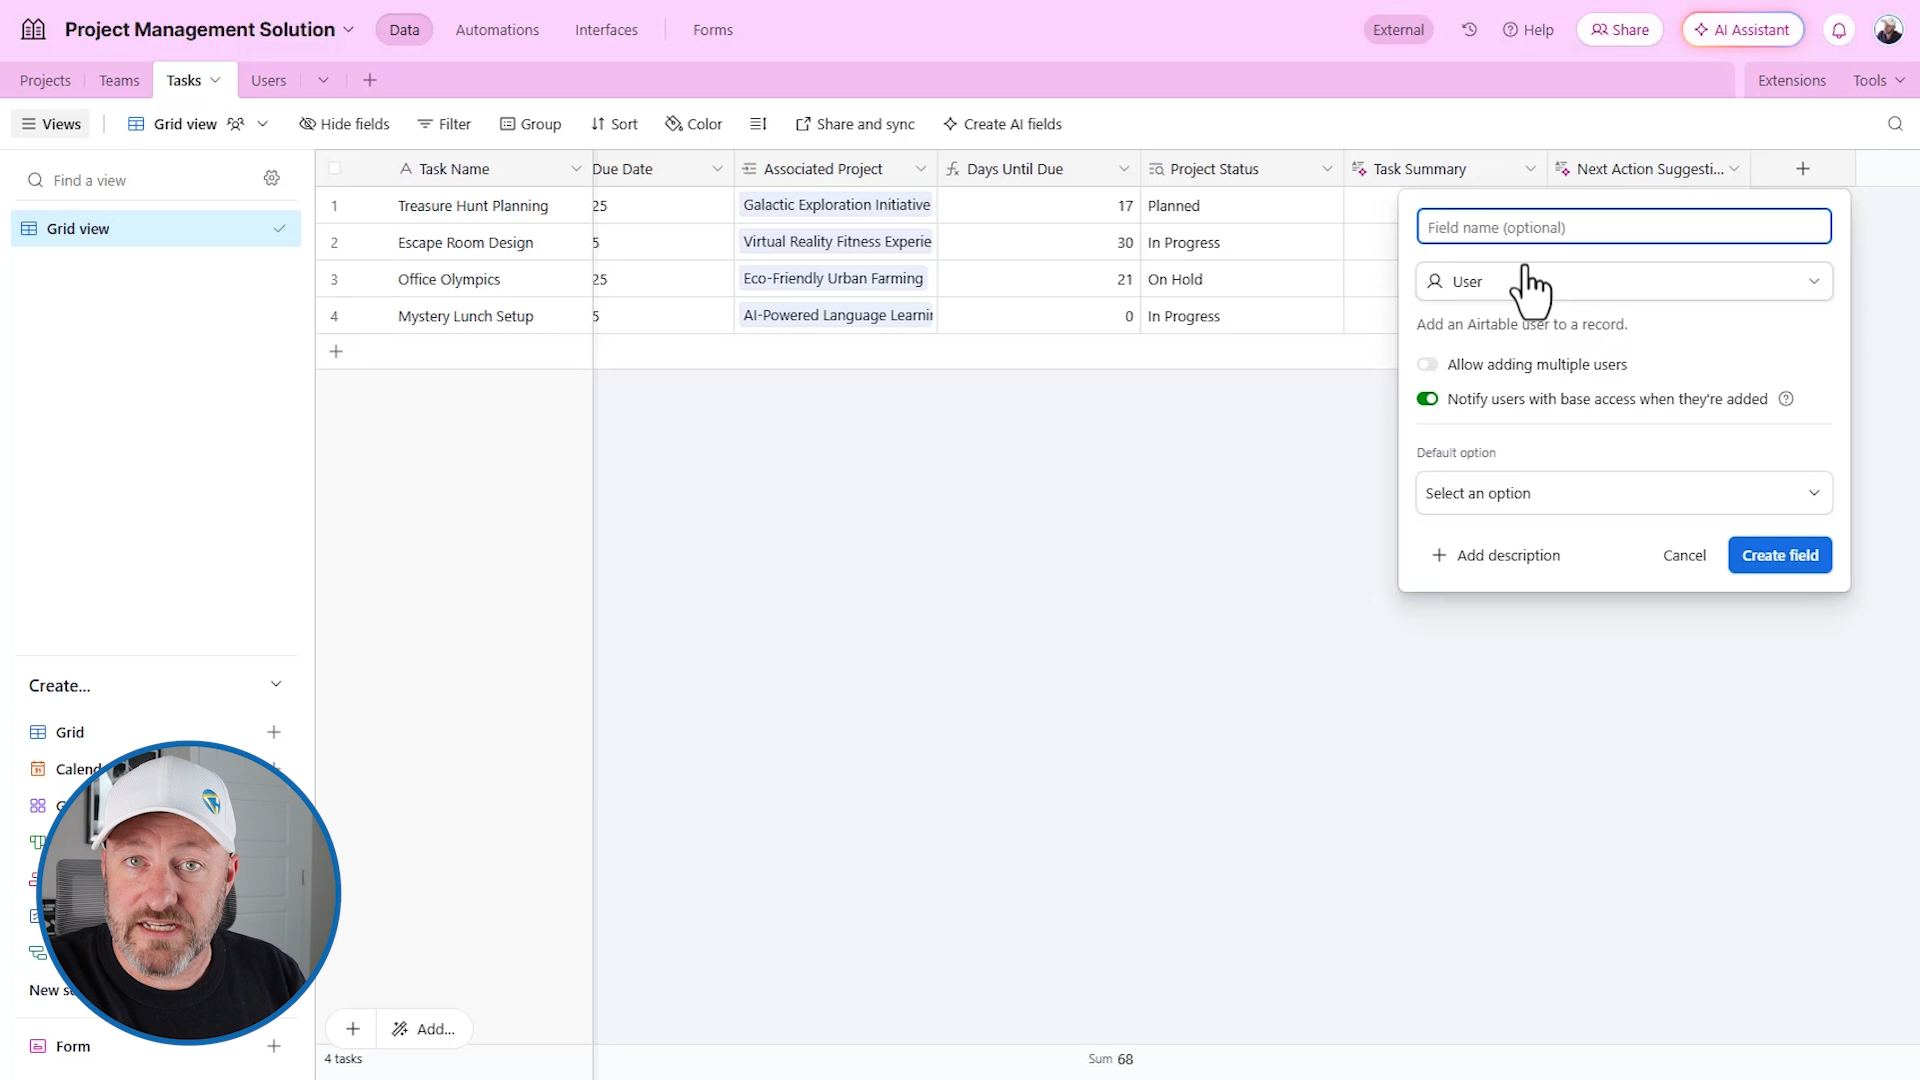 Project Management Solution
Data
Automations
Interfaces
Forms
External
Help
Share
AI Assistant
Projects
Teams
Tasks
Users
Extensions
Tools
Views
Grid view
Hide fields
Filter
Group
Sort
Color
Share and sync
Create AI fields
Find a view
Grid view
Task Name
Due Date
Associated Project
Days Until Due
Project Status
Task Summary
Next Action Suggesti...
1
Treasure Hunt Planning
25
Galactic Exploration Initiative
17
Planned
2
Escape Room Design
5
Virtual Reality Fitness Experie
30
In Progress
3
Office Olympics
25
Eco-Friendly Urban Farming
21
On Hold
4
Mystery Lunch Setup
5
AI-Powered Language Learnin
0
In Progress
Field name (optional)
User
Add an Airtable user to a record.
Allow adding multiple users
Notify users with base access when they're added
Default option
Select an option
Add description
Cancel
Create field
Create...
Grid
Calend
G
New s
Form
Add...
4 tasks
Sum 68